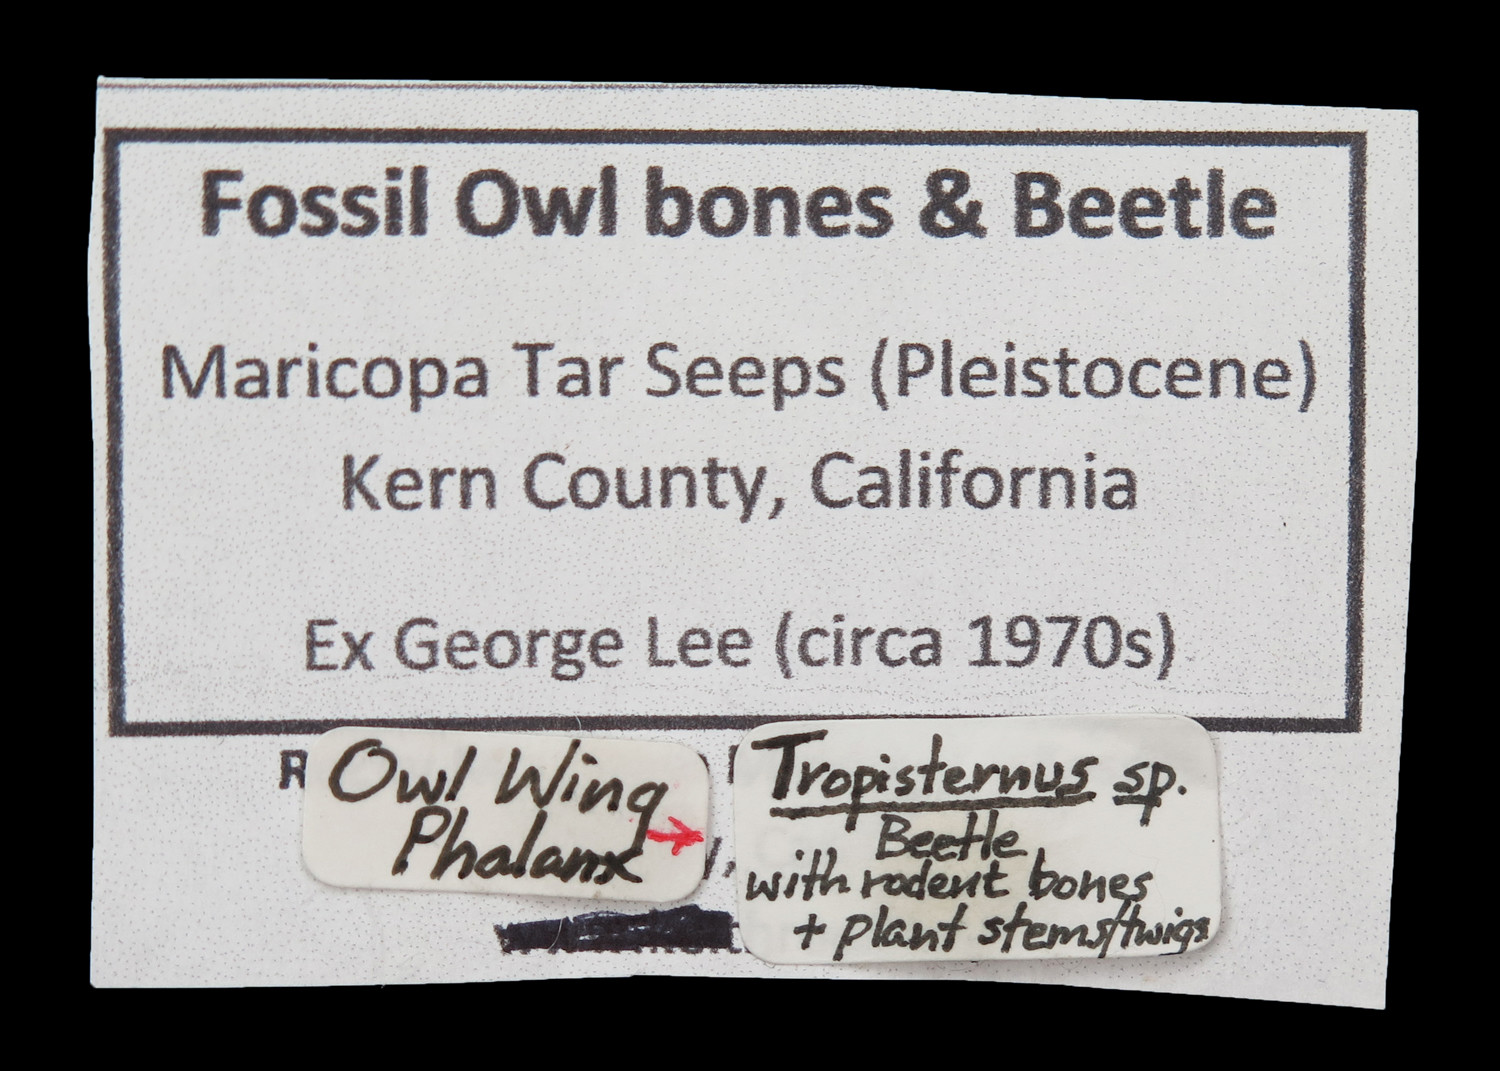 Fossil Owl bones & Beetle
Maricopa Tar Seeps (Pleistocene)
Kern County, California
Ex George Lee (circa 1970s)
Owl Wing
Phalanx
Tropisternus sp.
Beetle
with rodent bones
+ plant stems/twigs